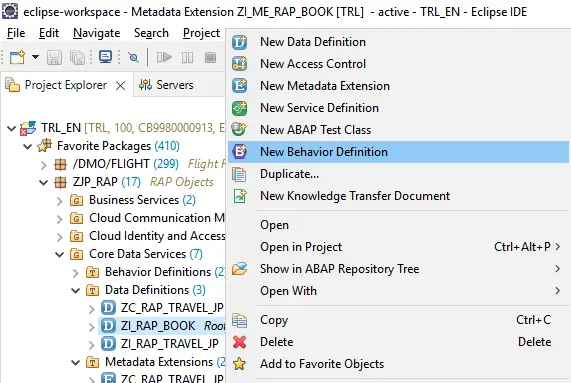 eclipse-workspace - Metadata Extension ZI_ME_RAP_BOOK [TRL] - active - TRL_EN - Eclipse IDE
File Edit Navigate Search Project
Project Explorer Servers
TRL_EN [TRL, 100, CB9980000913, E
Favorite Packages (410)
/DMO/FLIGHT (299) Flight
ZJP_RAP (17) RAP Objects
Business Services (2)
Cloud Communication M
Cloud Identity and Access
Core Data Services (7)
Behavior Definitions (2
Data Definitions (3)
ZC_RAP_TRAVEL_JP
ZI_RAP_BOOK Root
ZI_RAP_TRAVEL_JP
Metadata Extensions (2
ZC_RAP_TRAVEL_JP
New Data Definition
New Access Control
New Metadata Extension
New Service Definition
New ABAP Test Class
New Behavior Definition
Duplicate...
New Knowledge Transfer Document
Open
Open in Project Ctrl+Alt+P
Show in ABAP Repository Tree
Open With
Copy Ctrl+C
Delete Delete
Add to Favorite Objects